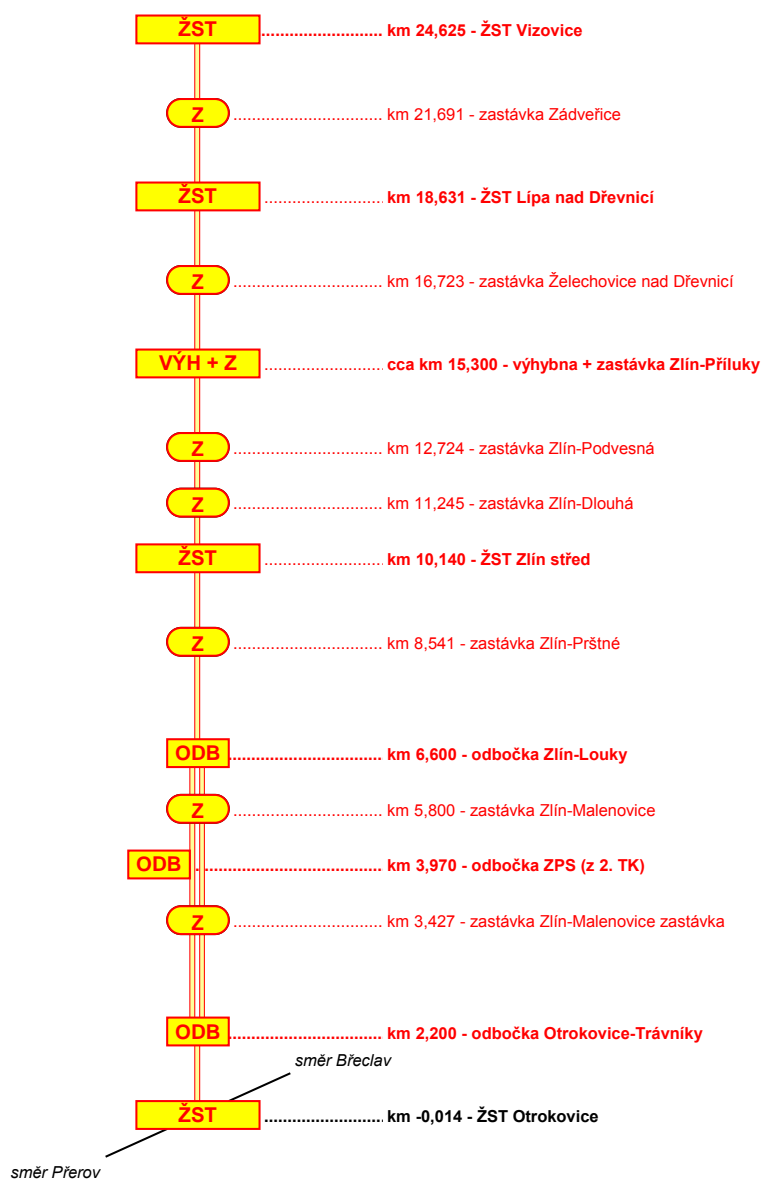 ŽST ........................... km 24,625 - ŽST Vizovice
Z ................................. km 21,691 - zastávka Zádveřice
ŽST ........................... km 18,631 - ŽST Lípa nad Dřevnicí
Z ................................. km 16,723 - zastávka Želechovice nad Dřevnicí
VÝH + Z ........................... cca km 15,300 - výhybna + zastávka Zlín-Příluky
Z ................................. km 12,724 - zastávka Zlín-Podvesná
Z ................................. km 11,245 - zastávka Zlín-Dlouhá
ŽST ........................... km 10,140 - ŽST Zlín střed
Z ................................. km 8,541 - zastávka Zlín-Prštné
ODB ................................. km 6,600 - odbočka Zlín-Louky
Z ................................. km 5,800 - zastávka Zlín-Malenovice
ODB ......................................... km 3,970 - odbočka ZPS (z 2. TK)
Z ................................. km 3,427 - zastávka Zlín-Malenovice zastávka
ODB ................................. km 2,200 - odbočka Otrokovice-Trávníky
směr Břeclav
ŽST ........................... km -0,014 - ŽST Otrokovice
směr Přerov